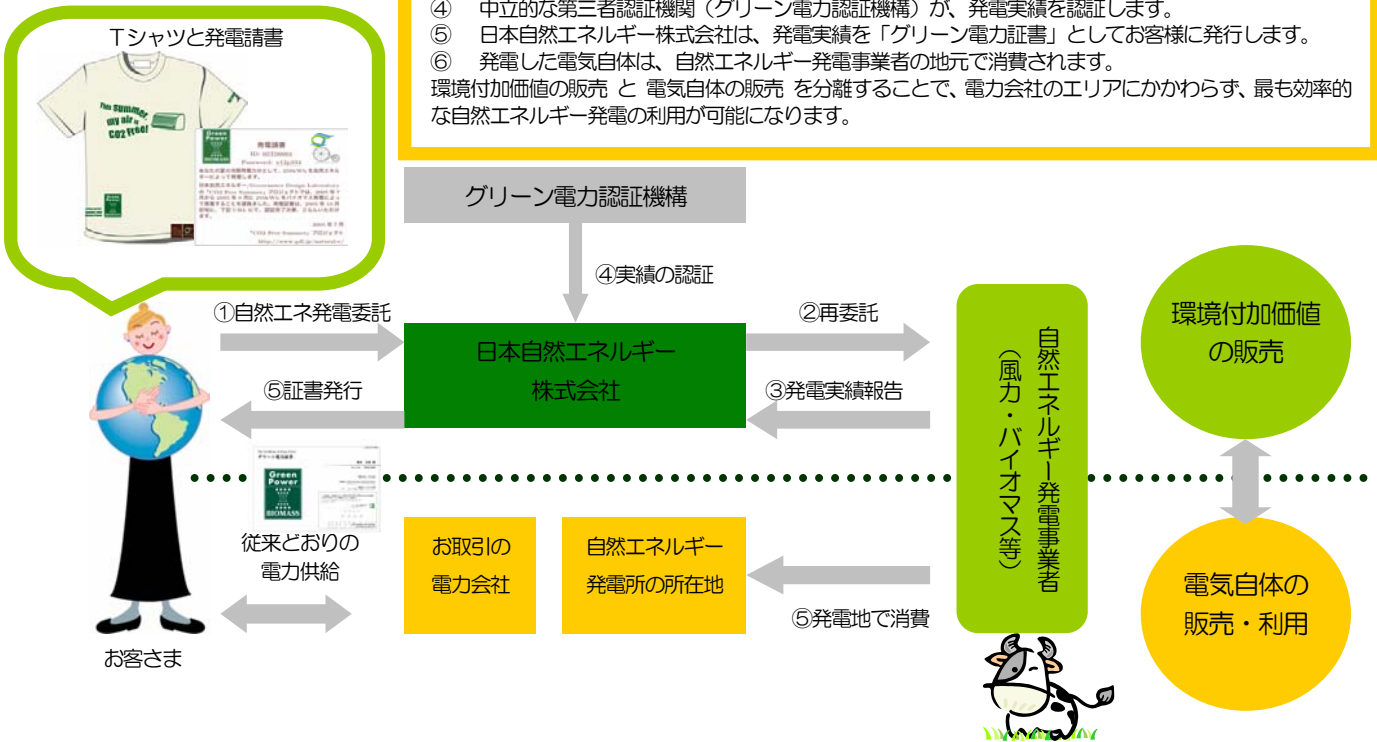 ④ 中立的な第三者認証機関（グリーン電力認証機構）が、発電実績を認証します。
⑤ 日本自然エネルギー株式会社は、発電実績を「グリーン電力証書」としてお客様に発行します。
⑥ 発電した電気自体は、自然エネルギー発電事業者の地元で消費されます。
環境付加価値の販売 と 電気自体の販売 を分離することで、電力会社のエリアにかかわらず、最も効率的
な自然エネルギー発電の利用が可能になります。
Tシャツと発電請書
This summer,
my air is
CO2 Free!
Green
Power
BIOMASS
発電請書
グリーン電力認証機構
④実績の認証
①自然エネ発電委託
②再委託
日本自然エネルギー
株式会社
⑤証書発行
③発電実績報告
自然エネルギー発電事業者
（風力・バイオマス等）
環境付加価値
の販売
グリーン電力証書
Green
Power
BIOMASS
従来どおりの
電力供給
お取引の
電力会社
自然エネルギー
発電所の所在地
⑤発電地で消費
電気自体の
販売・利用
お客さま